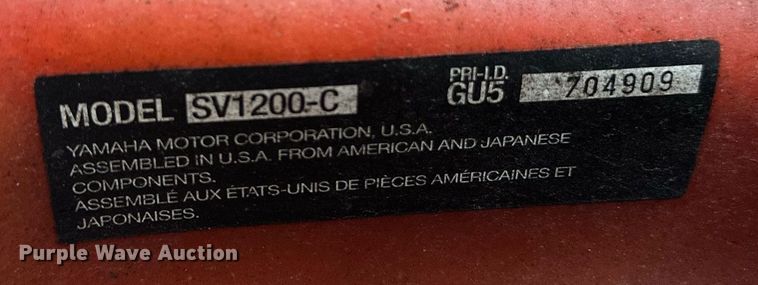 MODEL SV1200-C
PRI-I.D.
GU5 704909
YAMAHA MOTOR CORPORATION, U.S.A.
ASSEMBLED IN U.S.A. FROM AMERICAN AND JAPANESE
COMPONENTS.
ASSEMBLÉ AUX ÉTATS-UNIS DE PIÈCES AMÉRICAINES ET
JAPONAISES.
Purple Wave Auction